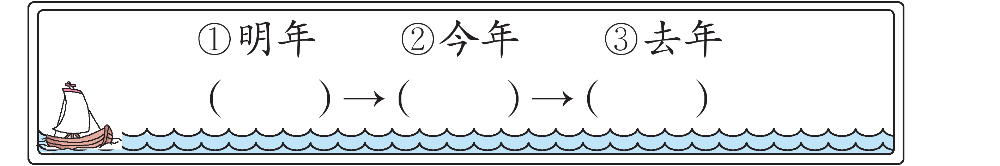 ①明年 ②今年 ③去年
( )→( )→( )